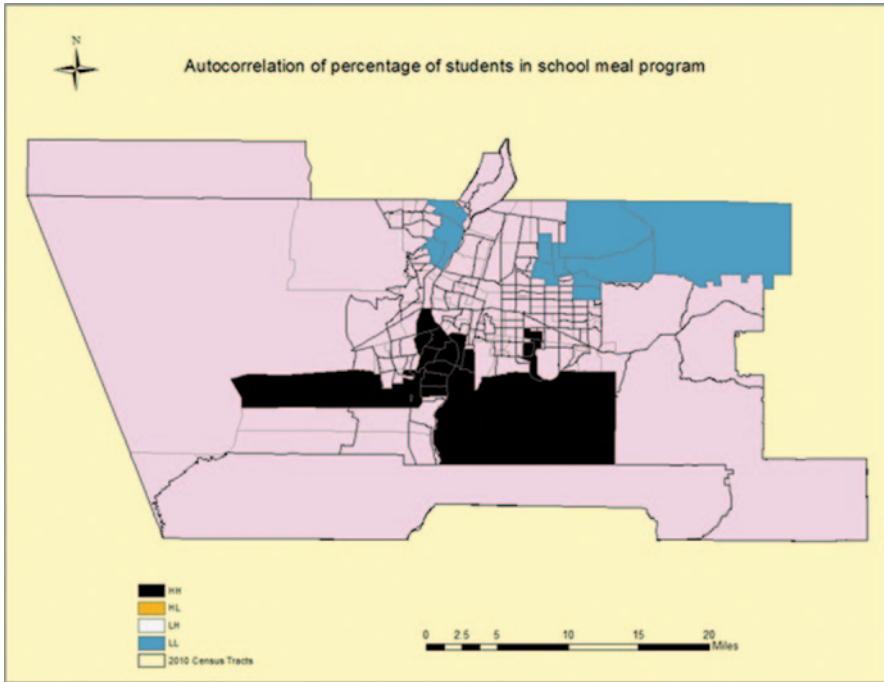 N
Autocorrelation of percentage of students in school meal program
HH
HL
LH
LL
2010 Census Tracts
0 2.5 5 10 15 20
Miles